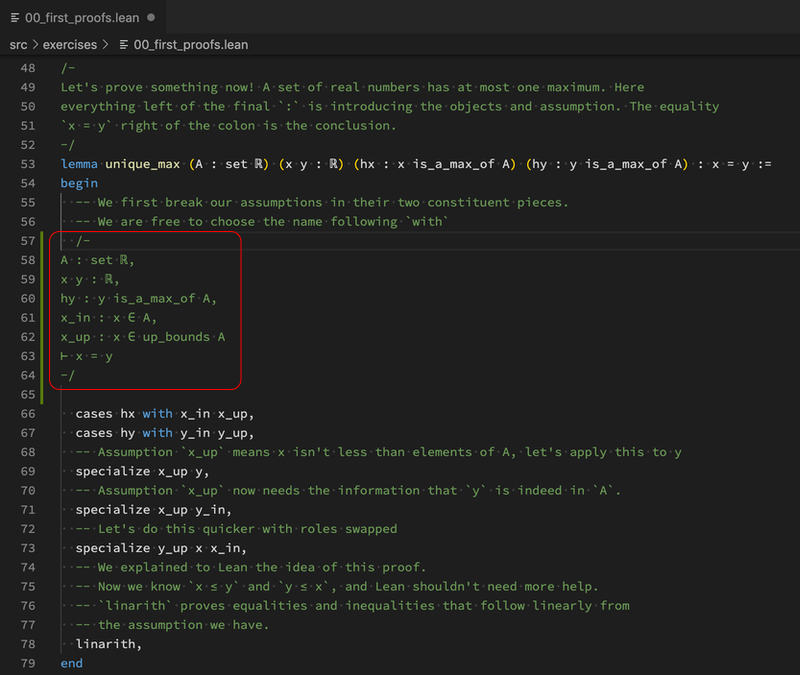 00_first_proofs.lean
src > exercises > 00_first_proofs.lean
48 /-
49 Let's prove something now! A set of real numbers has at most one maximum. Here
50 everything left of the final `:` is introducing the objects and assumption. The equality
51 `x = y` right of the colon is the conclusion.
52 -/
53 lemma unique_max (A : set ℝ) (x y : ℝ) (hx : x is_a_max_of A) (hy : y is_a_max_of A) : x = y :=
54 begin
55 -- We first break our assumptions in their two constituent pieces.
56 -- We are free to choose the name following `with`
57 /-
58 A : set ℝ,
59 x y : ℝ,
60 hy : y is_a_max_of A,
61 x_in : x ∈ A,
62 x_up : x ∈ up_bounds A
63 ⊢ x = y
64 -/
65
66 cases hx with x_in x_up,
67 cases hy with y_in y_up,
68 -- Assumption `x_up` means x isn't less than elements of A, let's apply this to y
69 specialize x_up y,
70 -- Assumption `x_up` now needs the information that `y` is indeed in `A`.
71 specialize x_up y_in,
72 -- Let's do this quicker with roles swapped
73 specialize y_up x x_in,
74 -- We explained to Lean the idea of this proof.
75 -- Now we know `x ≤ y` and `y ≤ x`, and Lean shouldn't need more help.
76 -- `linarith` proves equalities and inequalities that follow linearly from
77 -- the assumption we have.
78 linarith,
79 end